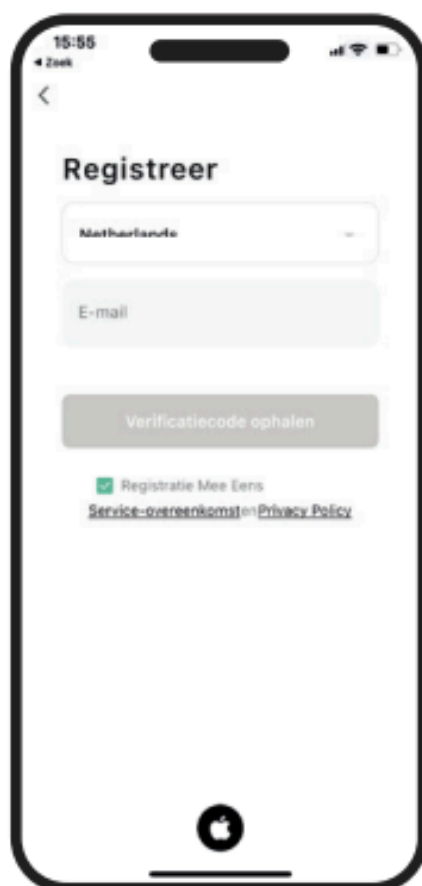 15:55
◀ Zoek
Registreer
Netherlands
E-mail
Verificatiecode ophalen
Registratie Mee Eens
Service-overeenkomst en Privacy Policy